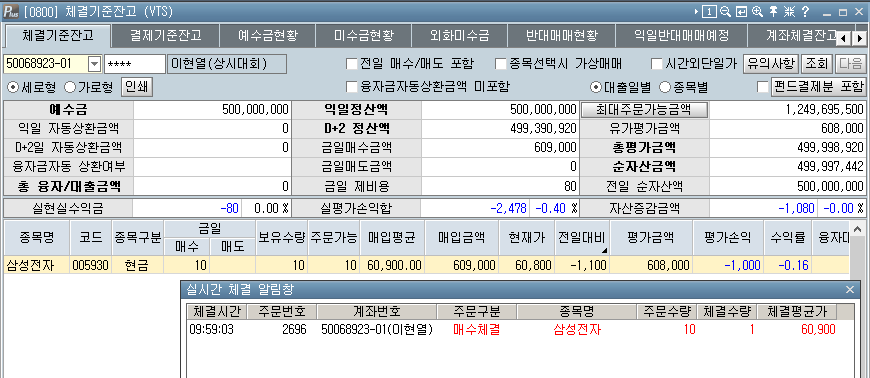 Plus [0800] 체결기준잔고 (VTS) 1 ?
체결기준잔고 결제기준잔고 예수금현황 미수금현황 외화미수금 반대매매현황 익일반대매매예정 계좌체결잔고
50068923-01 **** 이현열(상시대회) 전일 매수/매도 포함 종목선택시 가상매매 시간외단일가 유의사항 조회 다음
세로형 가로형 인쇄 융자금자동상환금액 미포함 대출일별 종목별 펀드결제분 포함
예수금 500,000,000 익일정산액 500,000,000 최대주문가능금액 1,249,695,500
익일 자동상환금액 0 D+2 정산액 499,390,920 유가평가금액 608,000
D+2일 자동상환금액 0 금일매수금액 609,000 총평가금액 499,998,920
융자금자동 상환여부 금일매도금액 0 순자산금액 499,997,442
총 융자/대출금액 0 금일 제비용 80 전일 순자산액 500,000,000
실현실수익금 -80 0.00 % 실평가손익합 -2,478 -0.40 % 자산증감금액 -1,080 -0.00 %
종목명 코드 종목구분 금일 보유수량 주문가능 매입평균 매입금액 현재가 전일대비 평가금액 평가손익 수익률
매수 매도
삼성전자 005930 현금 10 10 10 60,900.00 609,000 60,800 -1,100 608,000 -1,000 -0.16
실시간 체결 알림창
체결시간 주문번호 계좌번호 주문구분 종목명 주문수량 체결수량 체결평균가
09:59:03 2696 50068923-01(이현열) 매수체결 삼성전자 10 1 60,900